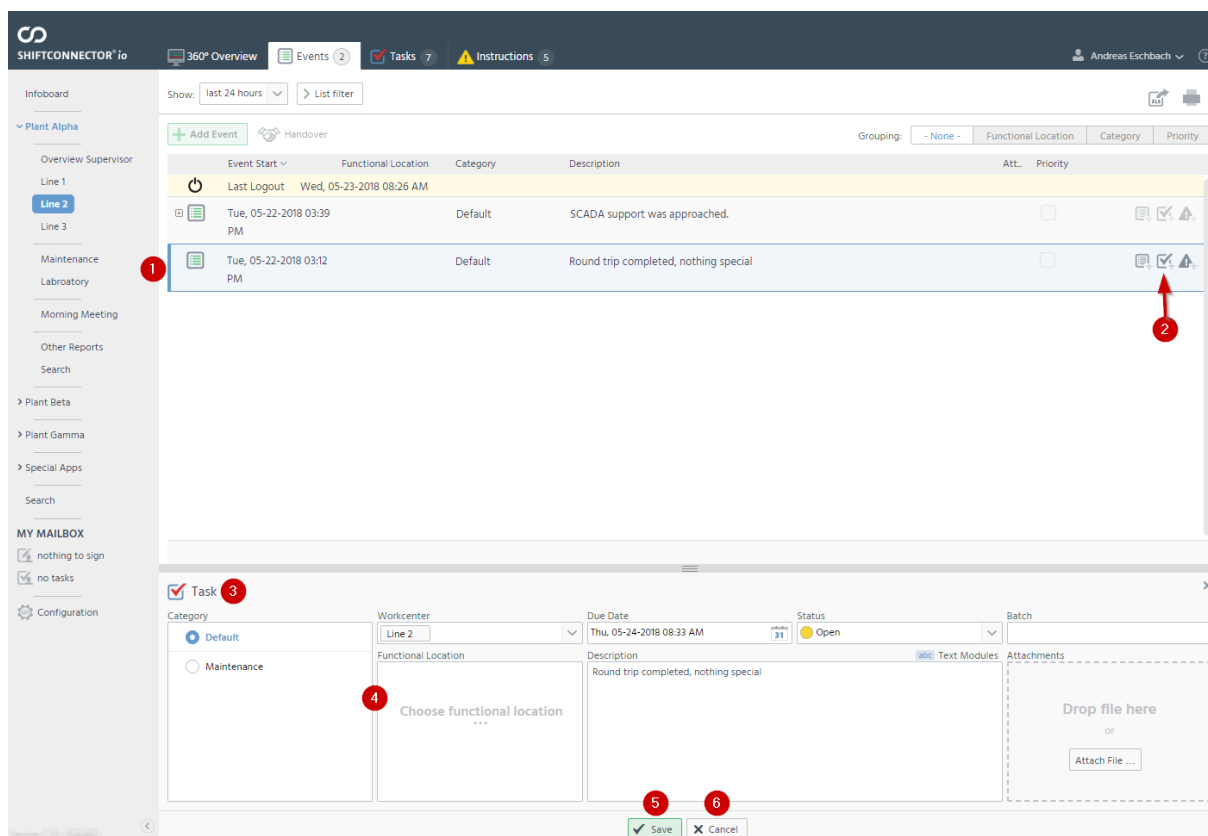 SHIFTCONNECTOR® io
360° Overview
Events 2
Tasks 7
Instructions 5
Andreas Eschbach
?
Infoboard
Plant Alpha
Overview Supervisor
Line 1
Line 2
Line 3
Maintenance
Labroatory
Morning Meeting
Other Reports
Search
Plant Beta
Plant Gamma
Special Apps
Search
MY MAILBOX
nothing to sign
no tasks
Configuration
Show: last 24 hours List filter
XLS
Add Event Handover
Grouping: - None - Functional Location Category Priority
Event Start Functional Location Category Description Att.. Priority
Last Logout Wed, 05-23-2018 08:26 AM
Tue, 05-22-2018 03:39 Default SCADA support was approached.
PM
1
Tue, 05-22-2018 03:12 Default Round trip completed, nothing special
PM
2
Task 3
Category
Default
Maintenance
Workcenter
Line 2
Due Date
Thu, 05-24-2018 08:33 AM 31
Status
Open
Batch
Functional Location
4
Choose functional location
...
Description abc Text Modules
Round trip completed, nothing special
Attachments
Drop file here
or
Attach File ...
5 6
Save Cancel